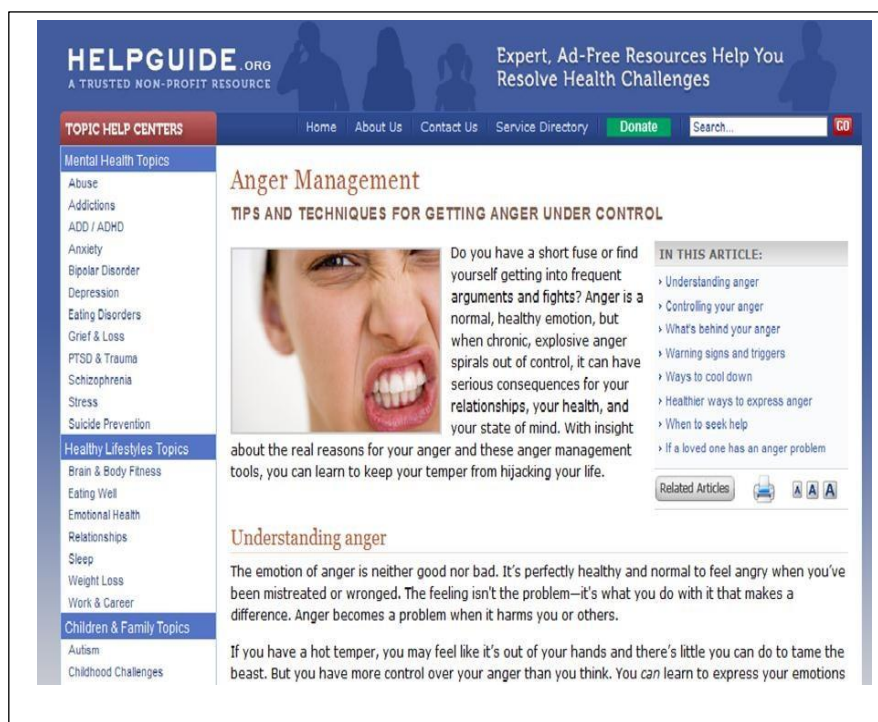 HELPGUIDE.ORG
A TRUSTED NON-PROFIT RESOURCE
Expert, Ad-Free Resources Help You
Resolve Health Challenges
TOPIC HELP CENTERS
Home About Us Contact Us Service Directory Donate Search... GO
Mental Health Topics
Abuse
Addictions
ADD / ADHD
Anxiety
Bipolar Disorder
Depression
Eating Disorders
Grief & Loss
PTSD & Trauma
Schizophrenia
Stress
Suicide Prevention
Healthy Lifestyles Topics
Brain & Body Fitness
Eating Well
Emotional Health
Relationships
Sleep
Weight Loss
Work & Career
Children & Family Topics
Autism
Childhood Challenges
Anger Management
TIPS AND TECHNIQUES FOR GETTING ANGER UNDER CONTROL
Do you have a short fuse or find
yourself getting into frequent
arguments and fights? Anger is a
normal, healthy emotion, but
when chronic, explosive anger
spirals out of control, it can have
serious consequences for your
relationships, your health, and
your state of mind. With insight
about the real reasons for your anger and these anger management
tools, you can learn to keep your temper from hijacking your life.
IN THIS ARTICLE:
› Understanding anger
› Controlling your anger
› What's behind your anger
› Warning signs and triggers
› Ways to cool down
› Healthier ways to express anger
› When to seek help
› If a loved one has an anger problem
Related Articles A A A
Understanding anger
The emotion of anger is neither good nor bad. It's perfectly healthy and normal to feel angry when you've
been mistreated or wronged. The feeling isn't the problem—it's what you do with it that makes a
difference. Anger becomes a problem when it harms you or others.
If you have a hot temper, you may feel like it's out of your hands and there's little you can do to tame the
beast. But you have more control over your anger than you think. You can learn to express your emotions